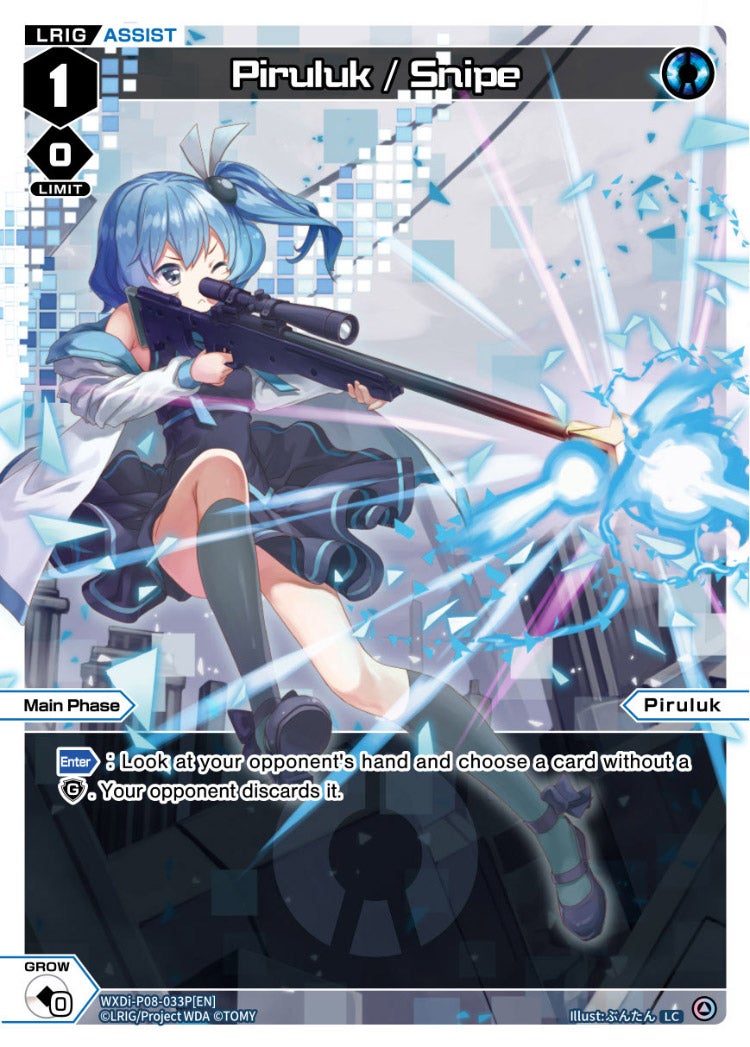 LRIG ASSIST
1
Piruluk / Snipe
0
LIMIT
Main Phase
Piruluk
Enter : Look at your opponent's hand and choose a card without a
G. Your opponent discards it.
GROW
0
WXDi-P08-033P[EN]
©LRIG/Project WDA ©TOMY
Illust:ぶんたん LC